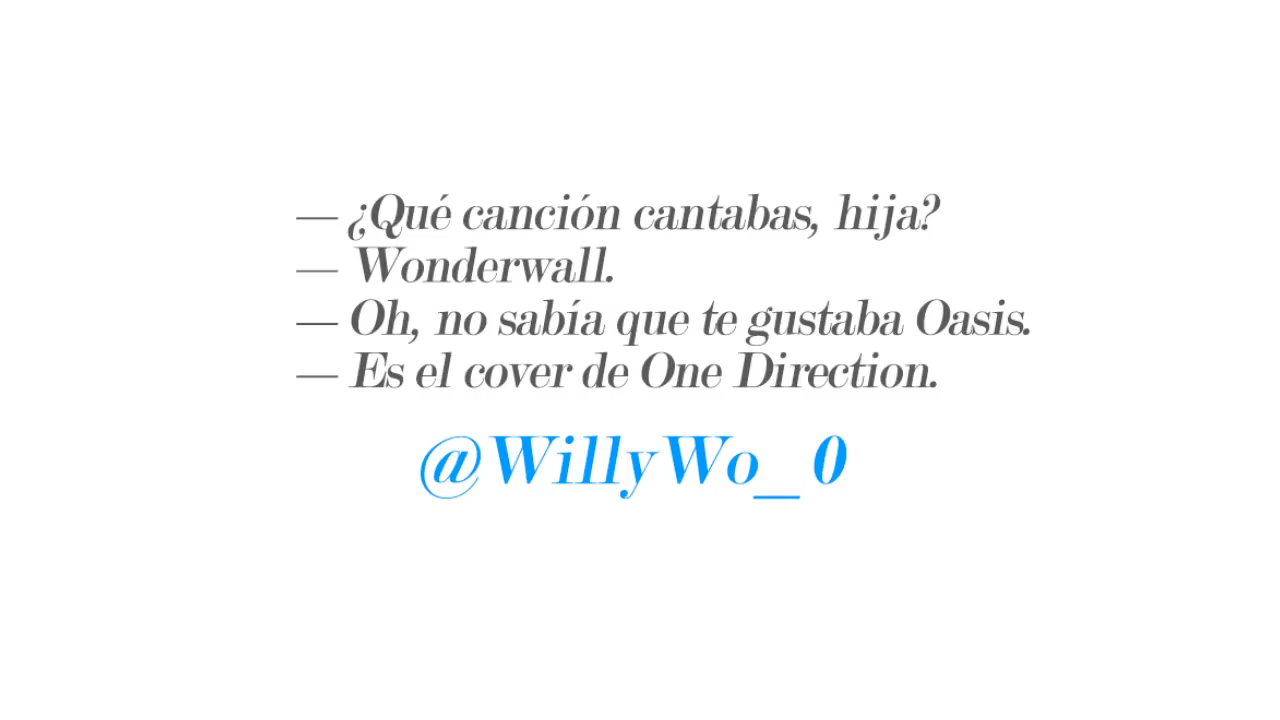 — ¿Qué canción cantabas, hija?
— Wonderwall.
— Oh, no sabía que te gustaba Oasis.
— Es el cover de One Direction.
@WillyWo_0